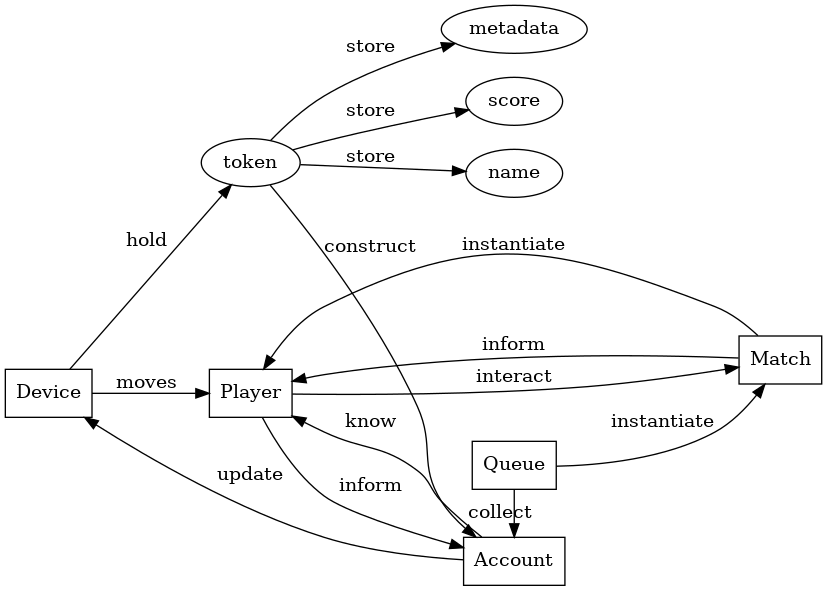 metadata
store
score
store
token
store
name
hold
construct
instantiate
inform
Match
Device
moves
Player
interact
know
instantiate
Queue
update
inform
collect
Account